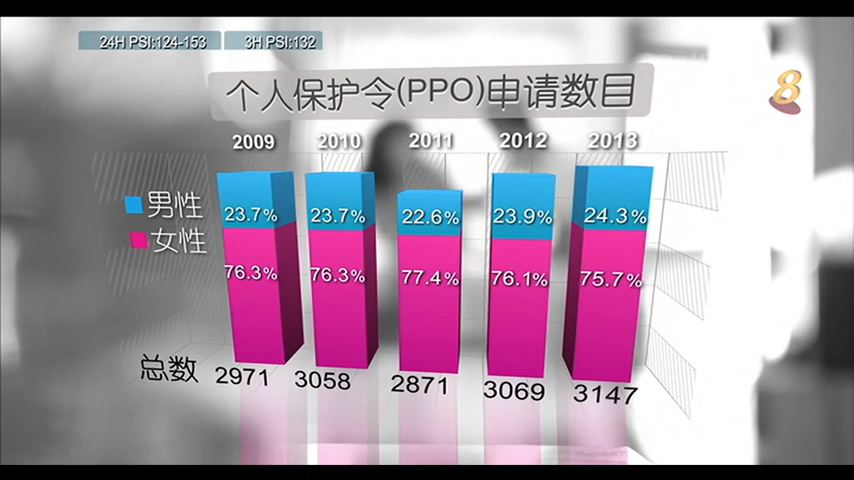 24H PSI:124-153 3H PSI:132
8
个人保护令(PPO)申请数目
2009 2010 2011 2012 2013
男性 23.7% 23.7% 22.6% 23.9% 24.3%
女性 76.3% 76.3% 77.4% 76.1% 75.7%
总数 2971 3058 2871 3069 3147